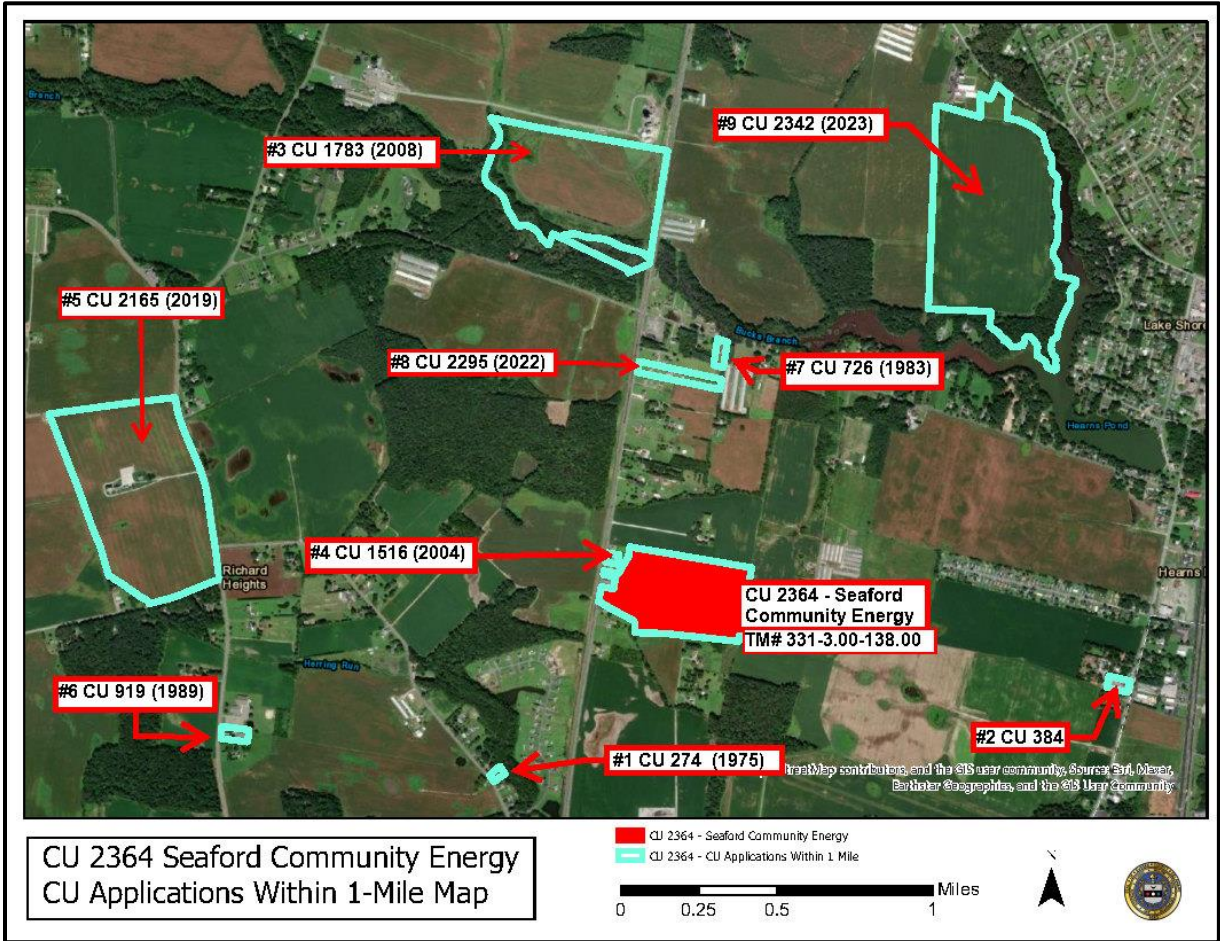 Branch
#3 CU 1783 (2008)
#9 CU 2342 (2023)
#5 CU 2165 (2019)
Lake Shore
Bucks Branch
#8 CU 2295 (2022)
#7 CU 726 (1983)
Hearns Pond
#4 CU 1516 (2004)
Richard
Heights
Hearns
CU 2364 - Seaford
Community Energy
TM# 331-3.00-138.00
Herring Run
#6 CU 919 (1989)
#2 CU 384
#1 CU 274 (1975)
treetMap contributors, and the GIS user community, Source: Esri, Maxar,
Earthstar Geographics, and the GIS User Community
CU 2364 Seaford Community Energy
CU Applications Within 1-Mile Map
CU 2364 - Seaford Community Energy
CU 2364 - CU Applications Within 1 Mile
Miles
0 0.25 0.5 1
N